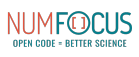 NUMFOCUS
OPEN CODE = BETTER SCIENCE